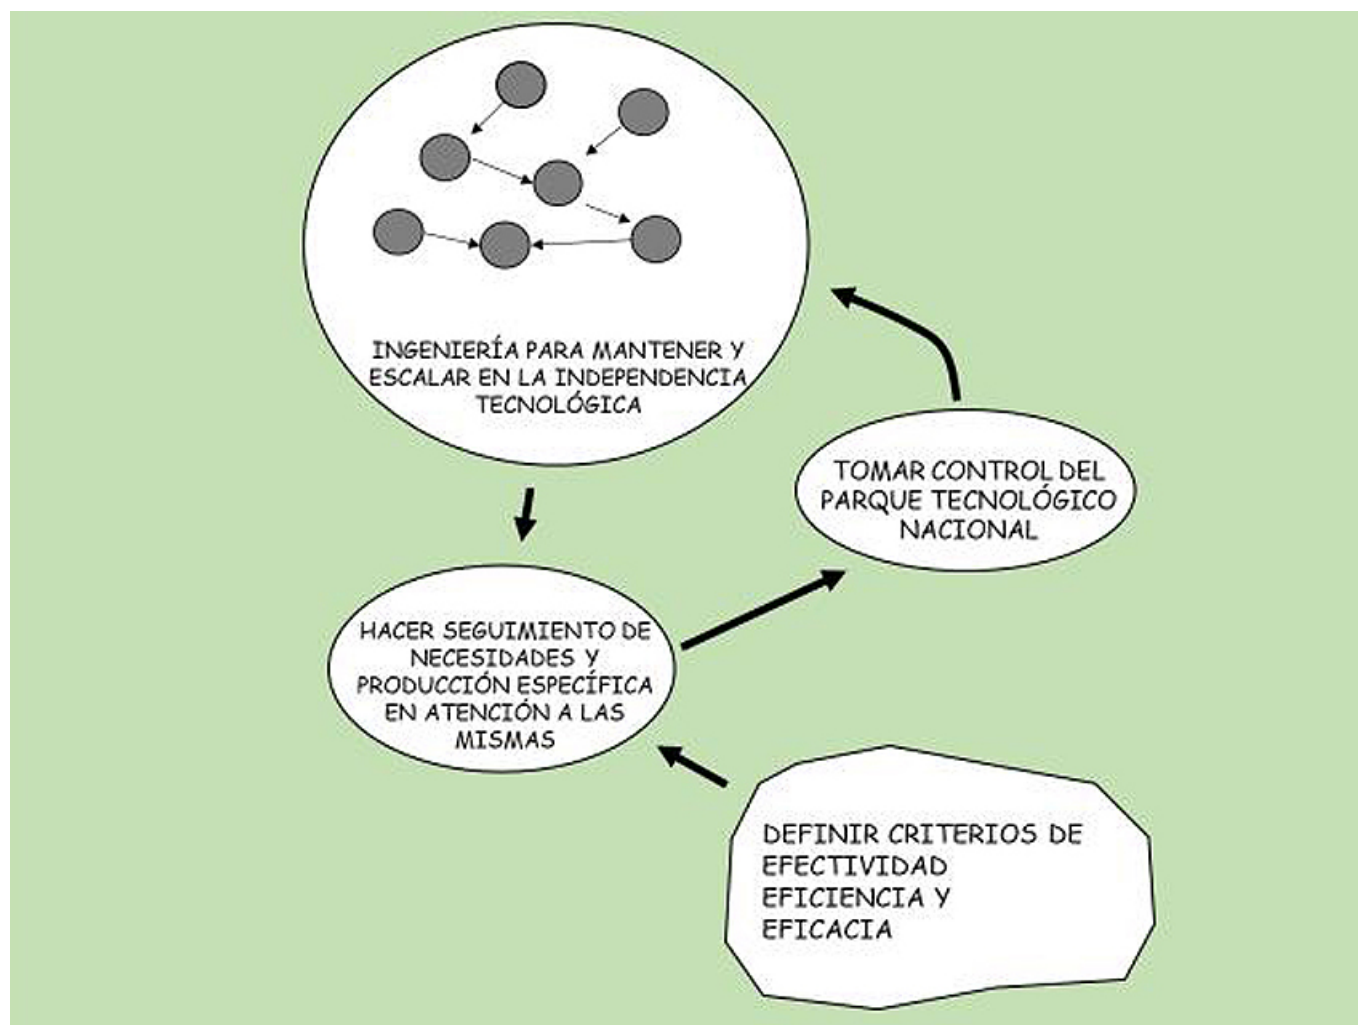 INGENIERÍA PARA MANTENER Y
ESCALAR EN LA INDEPENDENCIA
TECNOLÓGICA
TOMAR CONTROL DEL
PARQUE TECNOLÓGICO
NACIONAL
HACER SEGUIMIENTO DE
NECESIDADES Y
PRODUCCIÓN ESPECÍFICA
EN ATENCIÓN A LAS
MISMAS
DEFINIR CRITERIOS DE
EFECTIVIDAD
EFICIENCIA Y
EFICACIA